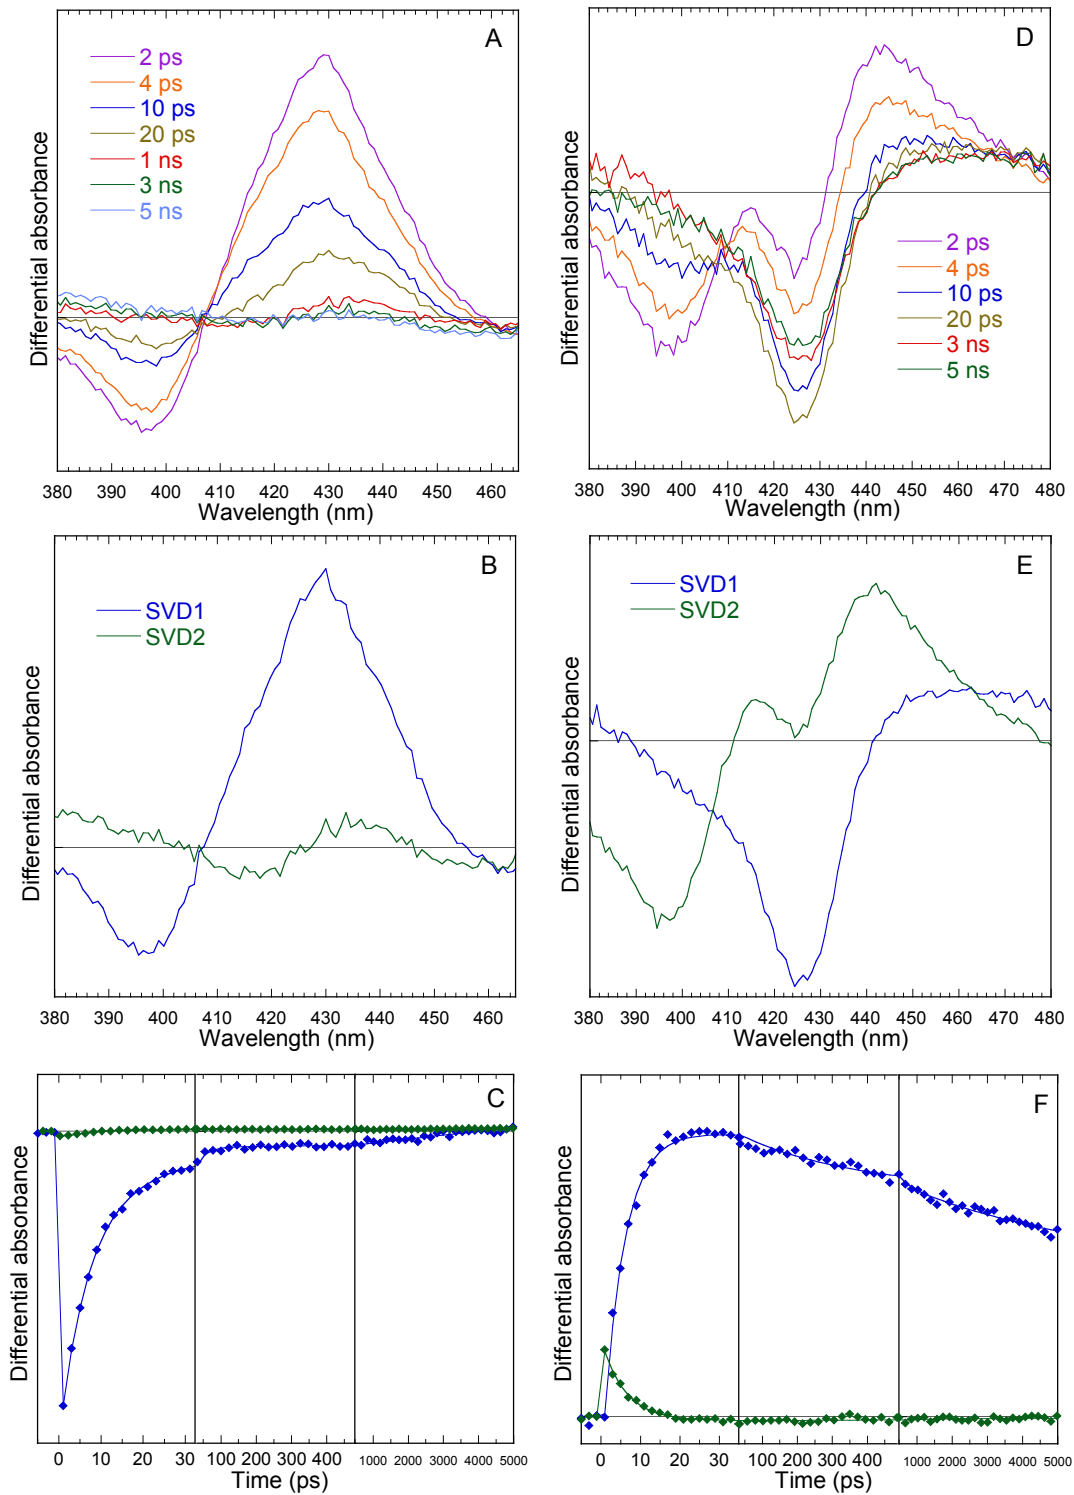 A
2 ps
4 ps
10 ps
20 ps
1 ns
3 ns
5 ns
Differential absorbance
380 390 400 410 420 430 440 450 460
Wavelength (nm)
D
2 ps
4 ps
10 ps
20 ps
3 ns
5 ns
Differential absorbance
380 390 400 410 420 430 440 450 460 470 480
Wavelength (nm)
B
SVD1
SVD2
Differential absorbance
380 390 400 410 420 430 440 450 460
Wavelength (nm)
E
SVD1
SVD2
Differential absorbance
380 390 400 410 420 430 440 450 460 470 480
Wavelength (nm)
C
Differential absorbance
0 10 20 30 100 200 300 400 1000 2000 3000 4000 5000
Time (ps)
F
Differential absorbance
0 10 20 30 100 200 300 400 1000 2000 3000 4000 5000
Time (ps)